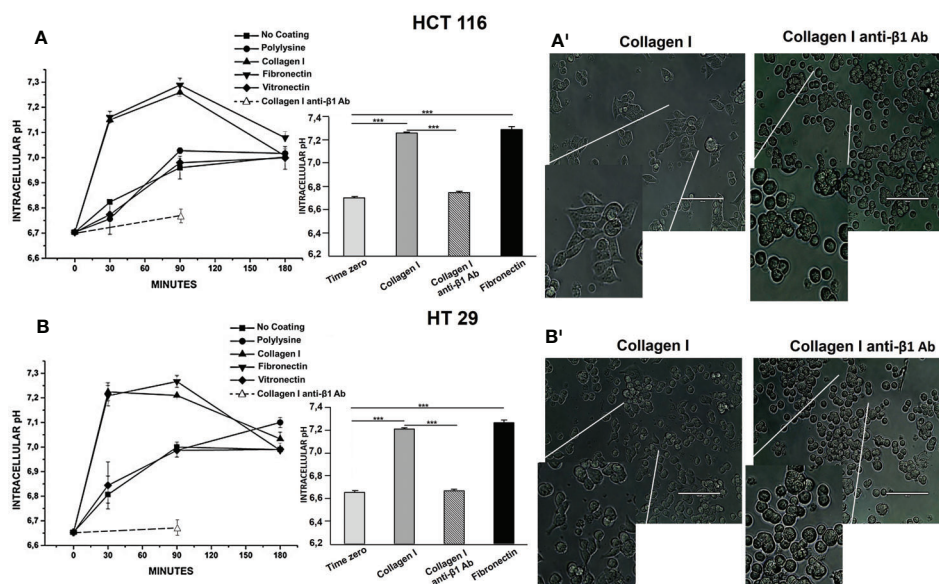 HCT 116
A
No Coating
Polylysine
Collagen I
Fibronectin
Vitronectin
Collagen I anti-β1 Ab
INTRACELLULAR pH
7,3
7,2
7,1
7,0
6,9
6,8
6,7
6,6
0 30 60 90 120 150 180
MINUTES
***
*** ***
INTRACELLULAR pH
7,4
7,2
7,0
6,8
6,6
6,4
6,2
Time zero
Collagen I
Collagen I anti-β1 Ab
Fibronectin
A'
Collagen I
Collagen I anti-β1 Ab
HT 29
B
No Coating
Polylysine
Collagen I
Fibronectin
Vitronectin
Collagen I anti-β1 Ab
INTRACELLULAR pH
7,3
7,2
7,1
7,0
6,9
6,8
6,7
6,6
0 30 60 90 120 150 180
MINUTES
***
*** ***
INTRACELLULAR pH
7,4
7,2
7,0
6,8
6,6
6,4
6,2
Time zero
Collagen I
Collagen I
anti-β1 Ab
Fibronectin
B'
Collagen I
Collagen I anti-β1 Ab